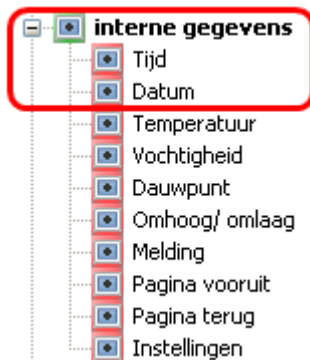 interne gegevens
Tijd
Datum
Temperatuur
Vochtigheid
Dauwpunt
Omhoog/ omlaag
Melding
Pagina vooruit
Pagina terug
Instellingen